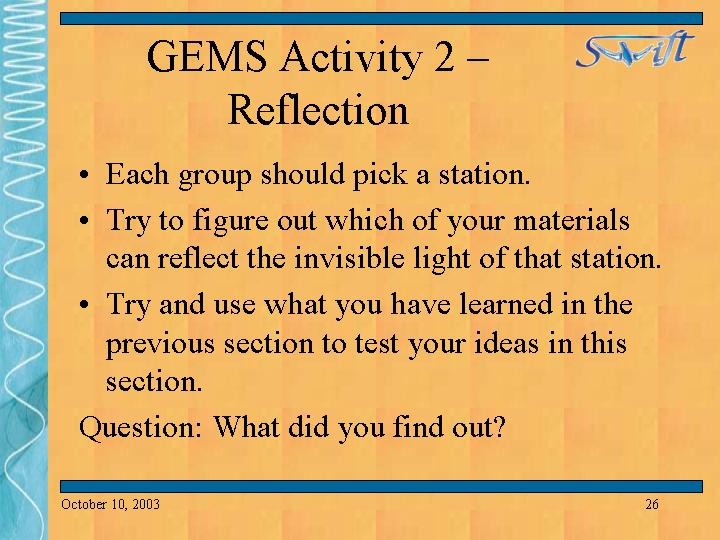 GEMS Activity 2 –
Reflection
Swift
• Each group should pick a station.
• Try to figure out which of your materials
can reflect the invisible light of that station.
• Try and use what you have learned in the
previous section to test your ideas in this
section.
Question: What did you find out?
October 10, 2003
26